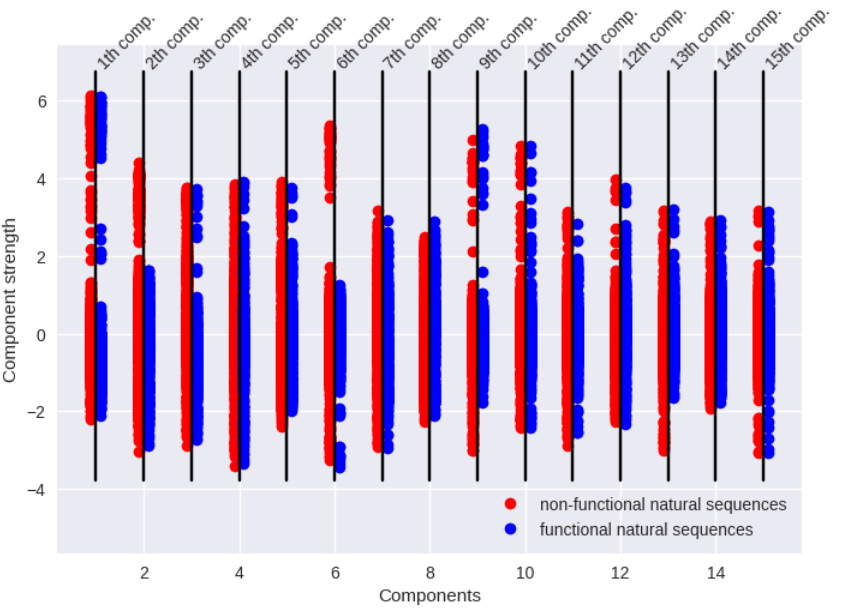 1th comp.
2th comp.
3th comp.
4th comp.
5th comp.
6th comp.
7th comp.
8th comp.
9th comp.
10th comp.
11th comp.
12th comp.
13th comp.
14th comp.
15th comp.
6
4
2
0
−2
−4
Component strength
non-functional natural sequences
functional natural sequences
2 4 6 8 10 12 14
Components